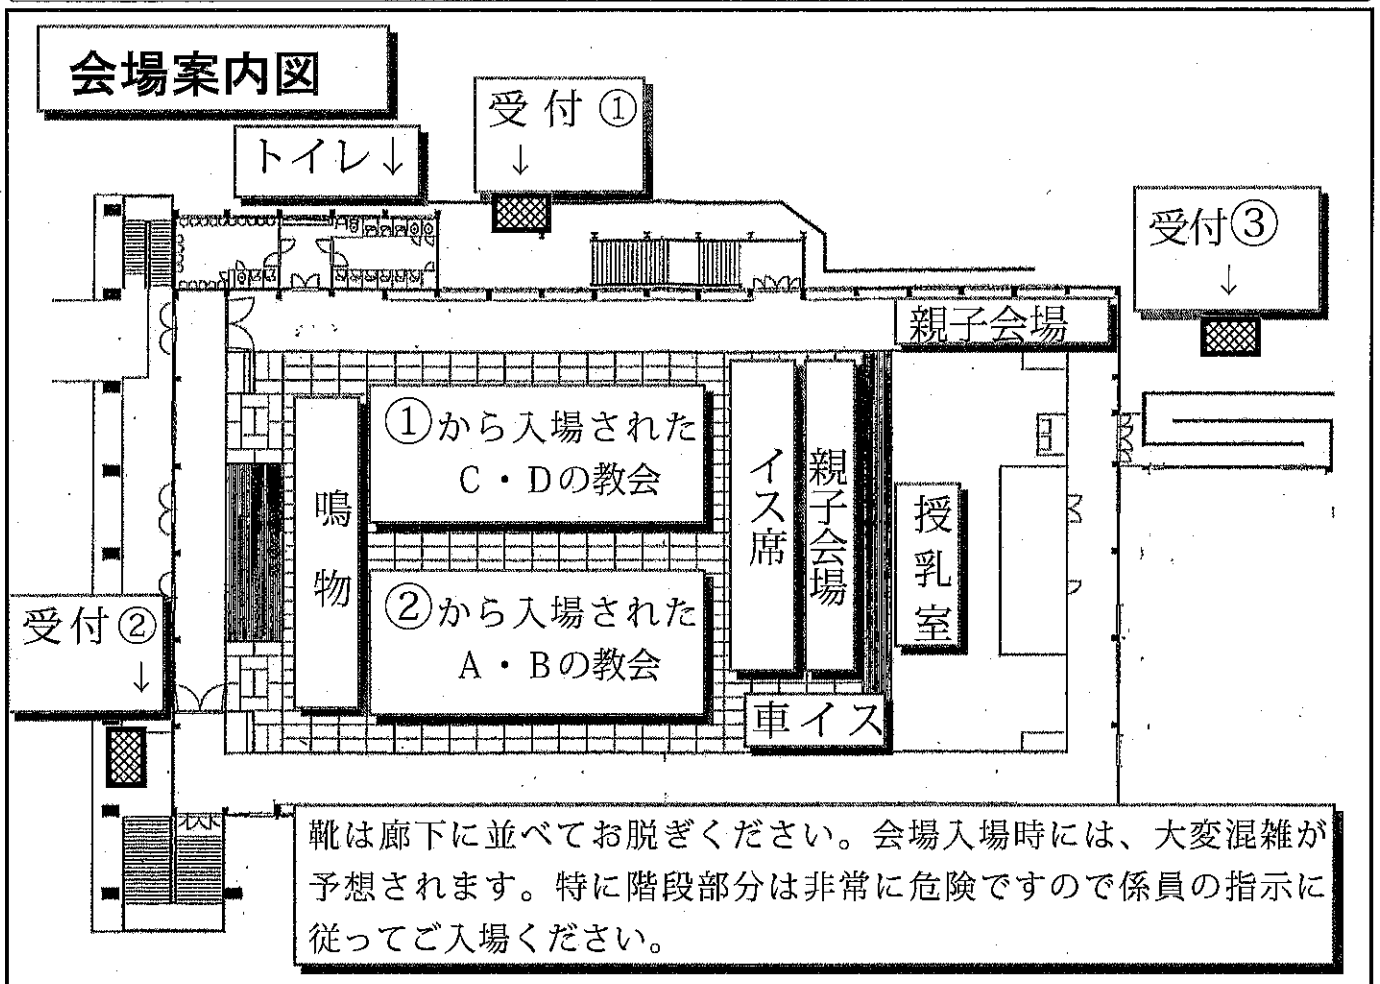 会場案内図
受付①
↓
トイレ↓
受付③
↓
親子会場
①から入場された
C・Dの教会
鳴物
イス席
親子会場
授乳室
②から入場された
A・Bの教会
受付②
↓
車イス
靴は廊下に並べてお脱ぎください。会場入場時には、大変混雑が
予想されます。特に階段部分は非常に危険ですので係員の指示に
従ってご入場ください。